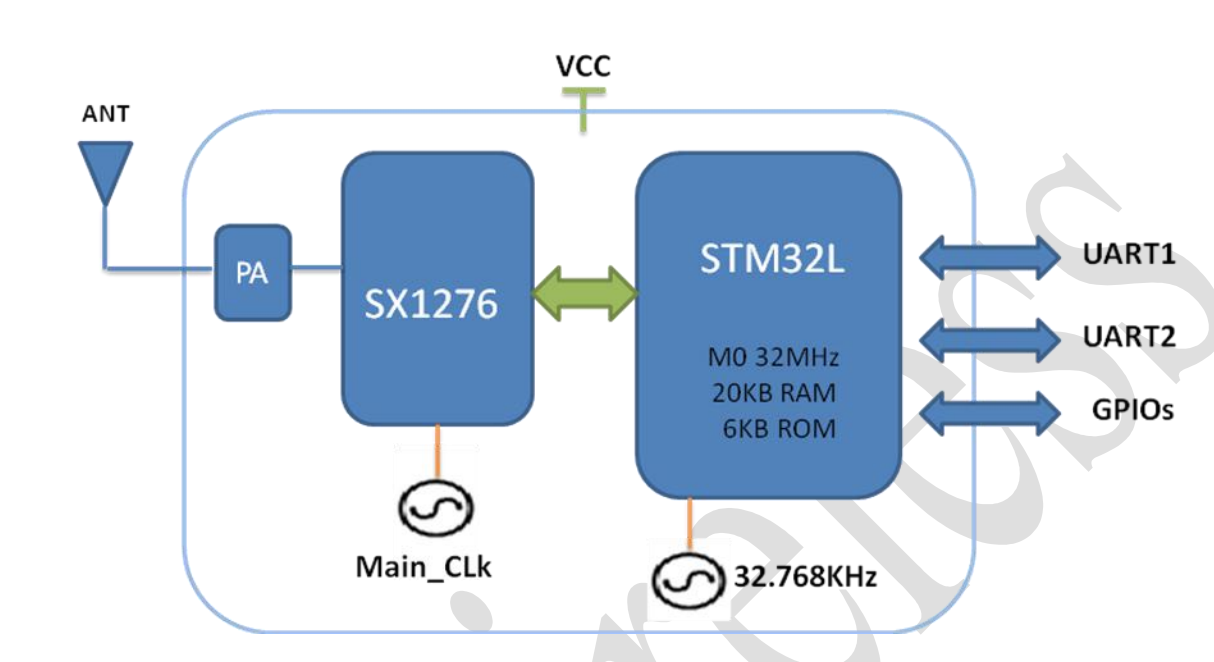 VCC
ANT
PA
SX1276
STM32L
M0 32MHz
20KB RAM
6KB ROM
UART1
UART2
GPIOs
Main_CLk
32.768KHz